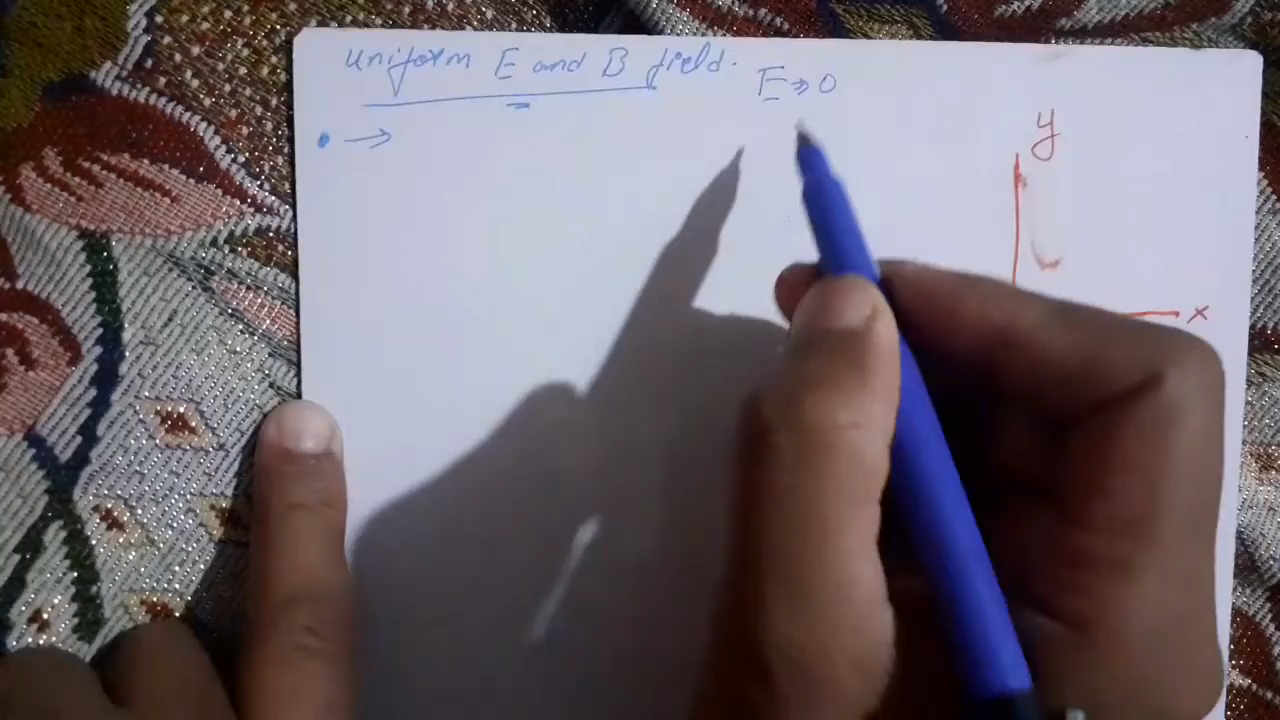 Uniform E and B field.
E → 0
• →
y
x